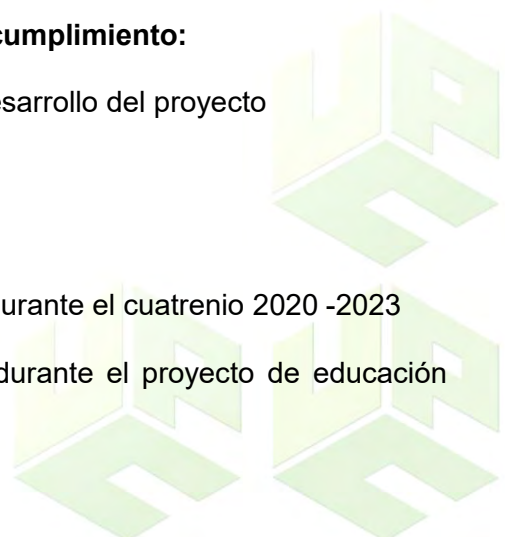 cumplimiento:
esarrollo del proyecto
urante el cuatrenio 2020 -2023
durante el proyecto de educación